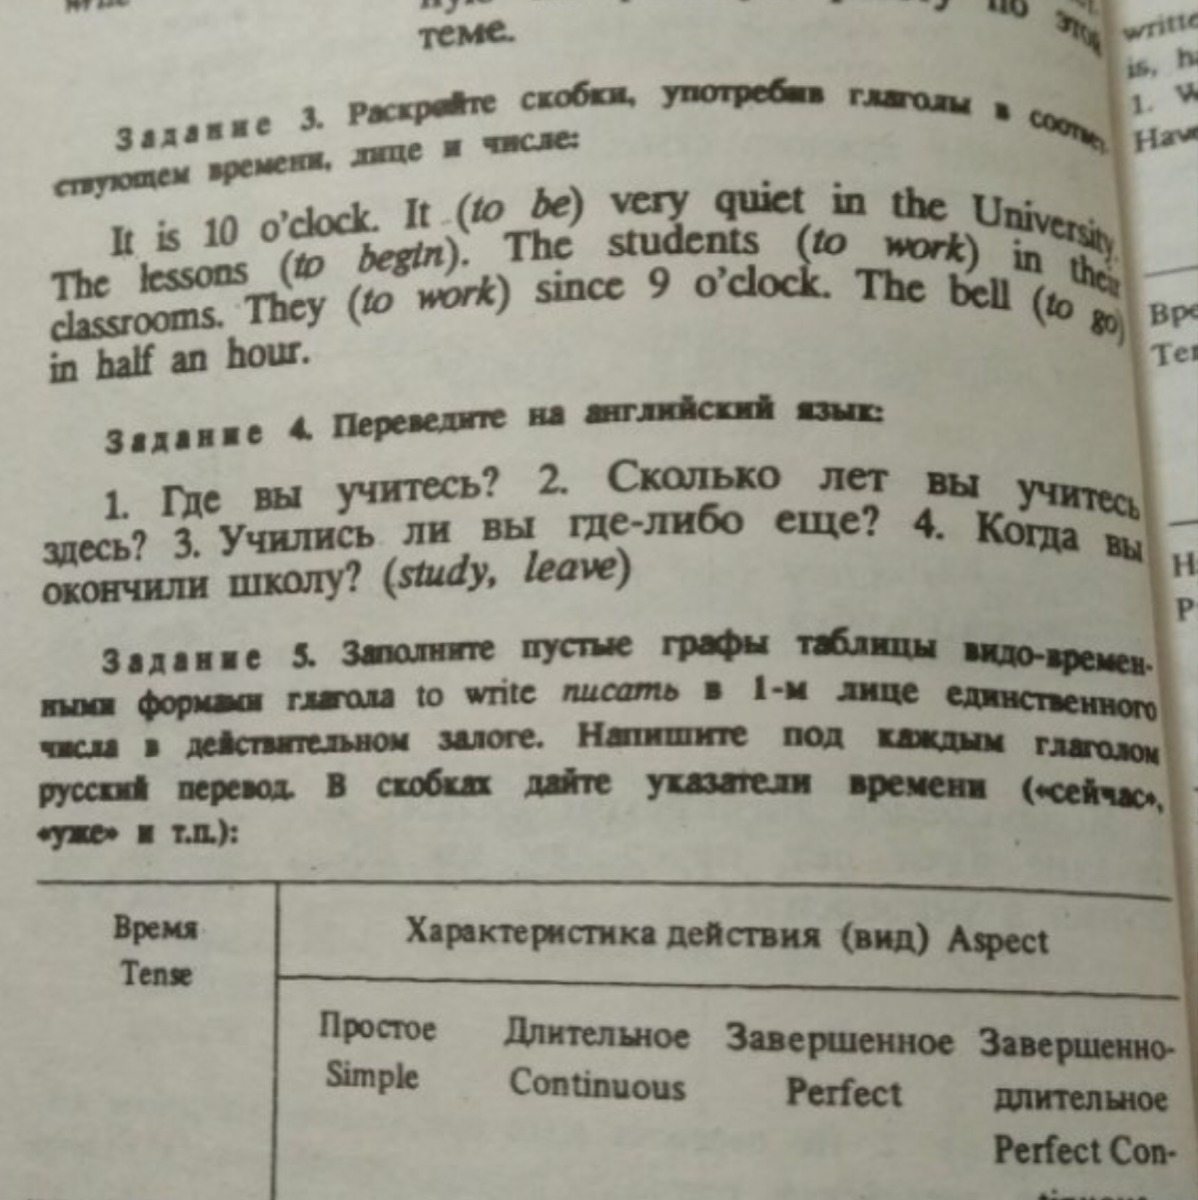 write
по этой
теме.
Задание 3. Раскройте скобки, употребив глаголы в соответ-
ствующем времени, лице и числе:
It is 10 o'clock. It (to be) very quiet in the University.
The lessons (to begin). The students (to work) in their
classrooms. They (to work) since 9 o'clock. The bell (to go)
in half an hour.
Задание 4. Переведите на английский язык:
1. Где вы учитесь? 2. Сколько лет вы учитесь
здесь? 3. Учились ли вы где-либо еще? 4. Когда вы
окончили школу? (study, leave)
Задание 5. Заполните пустые графы таблицы видо-времен-
ными формами глагола to write писать в 1-м лице единственного
числа в действительном залоге. Напишите под каждым глаголом
русский перевод. В скобках дайте указатели времени («сейчас»,
«уже» и т.п.):
Время
Tense
Характеристика действия (вид) Aspect
Простое
Simple
Длительное
Continuous
Завершенное
Perfect
Завершенно-
длительное
Perfect Con-
is,
1.